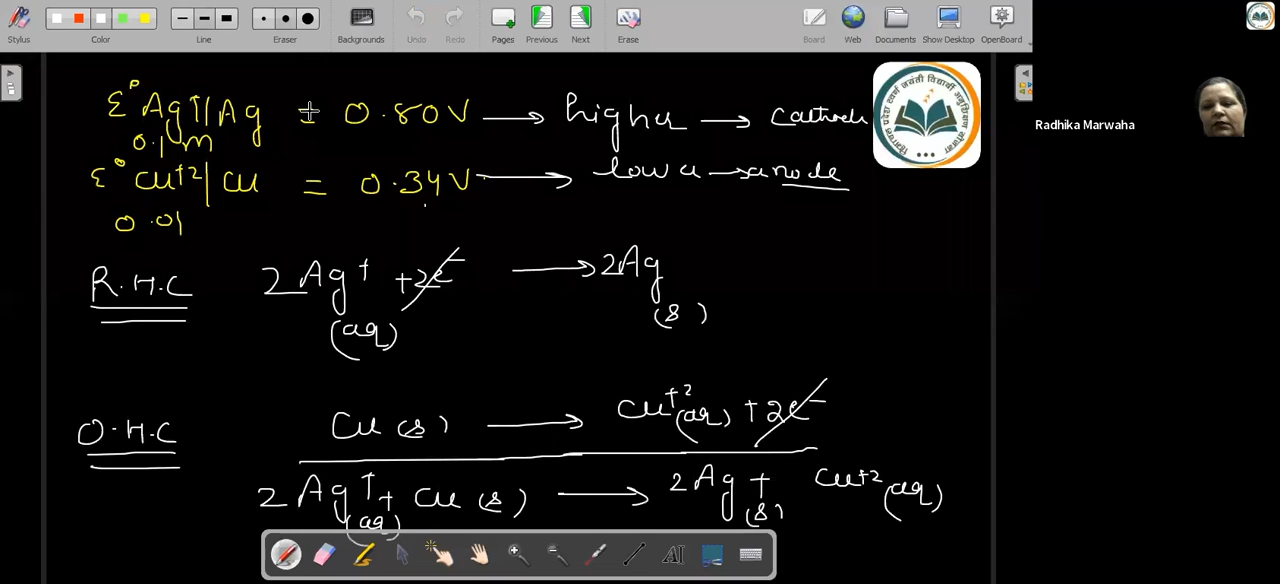 Stylus Color Line Eraser Backgrounds Undo Redo Pages Previous Next Erase Board Web Documents Show Desktop OpenBoard
Radhika Marwaha
ε° Ag+/Ag = 0.80V → higher → cathode
0.1 m
ε° Cu+2/Cu = 0.34V → lower → anode
0.01
R.H.C 2Ag+ (aq) + 2e- → 2Ag (s)
O.H.C Cu (s) → Cu+2 (aq) + 2e-
2Ag+ (aq) + Cu (s) → 2Ag (s) + Cu+2 (aq)
AI